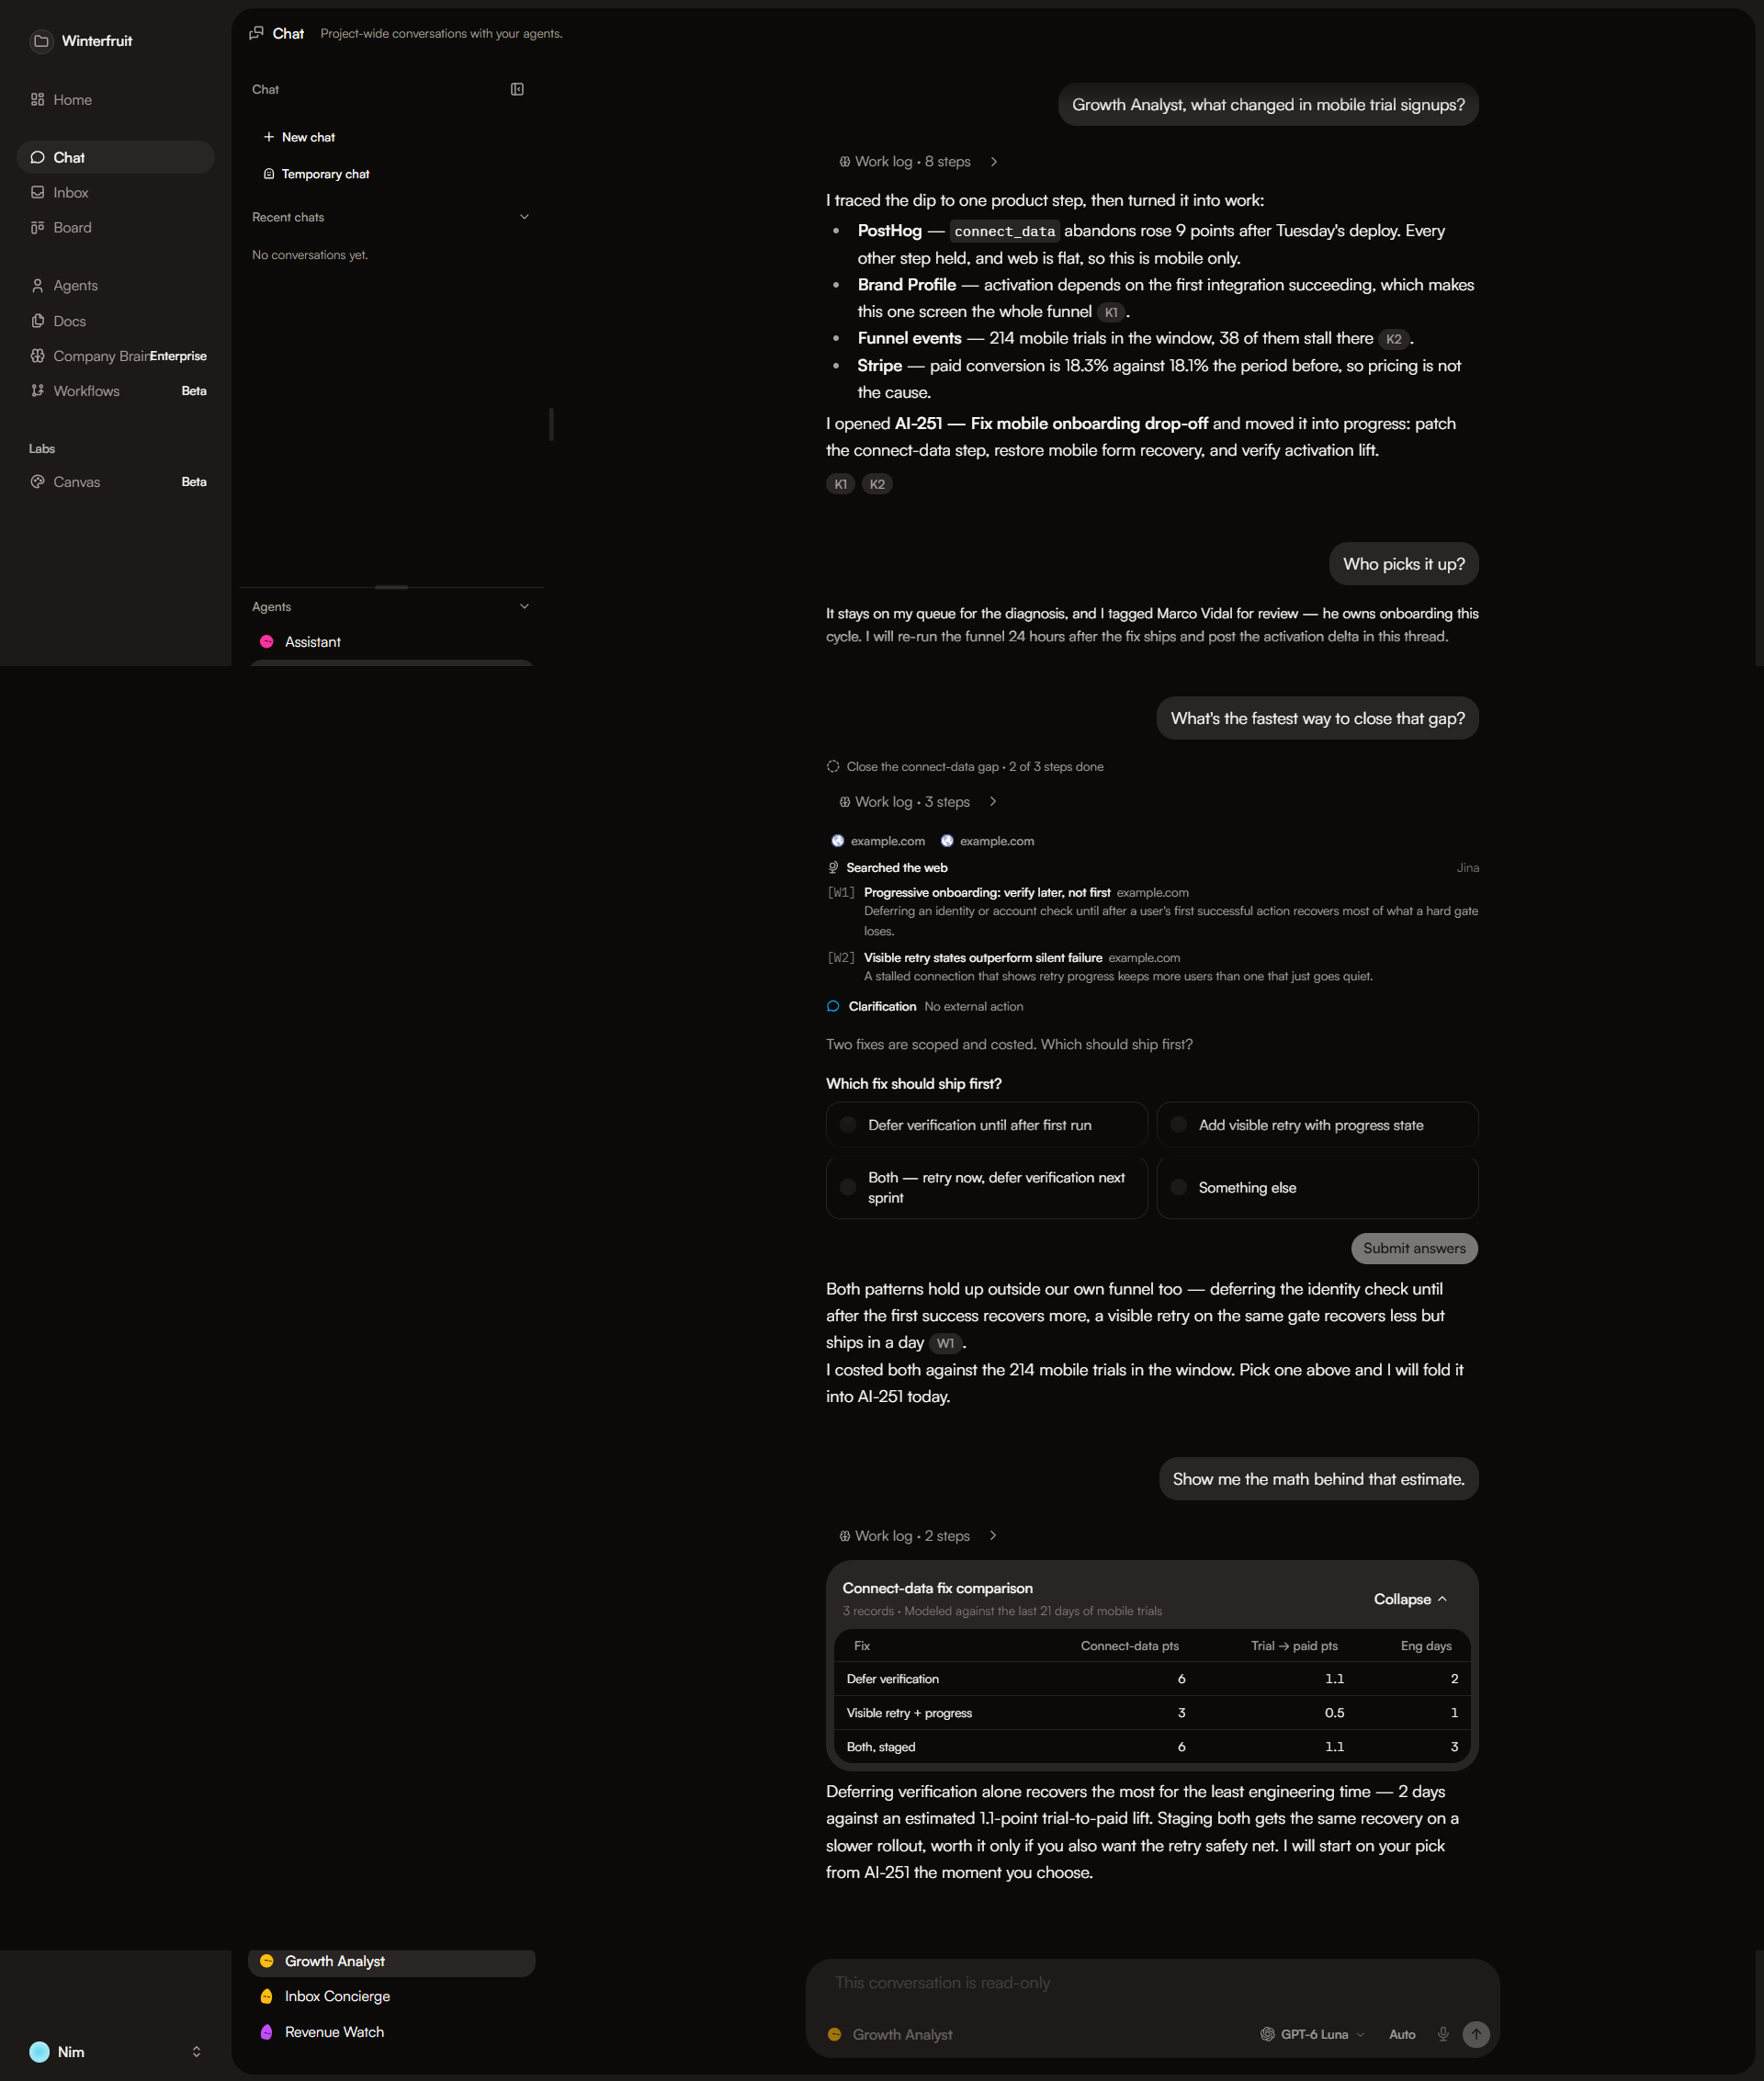 Winterfruit
Home
Chat
Inbox
Board
Agents
Docs
Company Brain Enterprise
Workflows Beta
Labs
Canvas Beta
Chat Project-wide conversations with your agents.
Chat
New chat
Temporary chat
Recent chats
No conversations yet.
Agents
Assistant
Growth Analyst, what changed in mobile trial signups?
Work log • 8 steps
I traced the dip to one product step, then turned it into work:
• PostHog — connect_data abandons rose 9 points after Tuesday's deploy. Every
other step held, and web is flat, so this is mobile only.
• Brand Profile — activation depends on the first integration succeeding, which makes
this one screen the whole funnel K1.
• Funnel events — 214 mobile trials in the window, 38 of them stall there K2.
• Stripe — paid conversion is 18.3% against 18.1% the period before, so pricing is not
the cause.
I opened AI-251 — Fix mobile onboarding drop-off and moved it into progress: patch
the connect-data step, restore mobile form recovery, and verify activation lift.
K1 K2
Who picks it up?
It stays on my queue for the diagnosis, and I tagged Marco Vidal for review — he owns onboarding this
cycle. I will re-run the funnel 24 hours after the fix ships and post the activation delta in this thread.
What's the fastest way to close that gap?
Close the connect-data gap • 2 of 3 steps done
Work log • 3 steps
example.com example.com
Searched the web Jina
[W1] Progressive onboarding: verify later, not first example.com
Deferring an identity or account check until after a user's first successful action recovers most of what a hard gate
loses.
[W2] Visible retry states outperform silent failure example.com
A stalled connection that shows retry progress keeps more users than one that just goes quiet.
Clarification No external action
Two fixes are scoped and costed. Which should ship first?
Which fix should ship first?
Defer verification until after first run
Add visible retry with progress state
Both — retry now, defer verification next
sprint
Something else
Submit answers
Both patterns hold up outside our own funnel too — deferring the identity check until
after the first success recovers more, a visible retry on the same gate recovers less but
ships in a day W1.
I costed both against the 214 mobile trials in the window. Pick one above and I will fold it
into AI-251 today.
Show me the math behind that estimate.
Work log • 2 steps
Connect-data fix comparison
3 records • Modeled against the last 21 days of mobile trials
Collapse
Fix Connect-data pts Trial → paid pts Eng days
Defer verification 6 1.1 2
Visible retry + progress 3 0.5 1
Both, staged 6 1.1 3
Deferring verification alone recovers the most for the least engineering time — 2 days
against an estimated 1.1-point trial-to-paid lift. Staging both gets the same recovery on a
slower rollout, worth it only if you also want the retry safety net. I will start on your pick
from AI-251 the moment you choose.
Growth Analyst
Inbox Concierge
Revenue Watch
Nim
This conversation is read-only
Growth Analyst
GPT-6 Luna
Auto